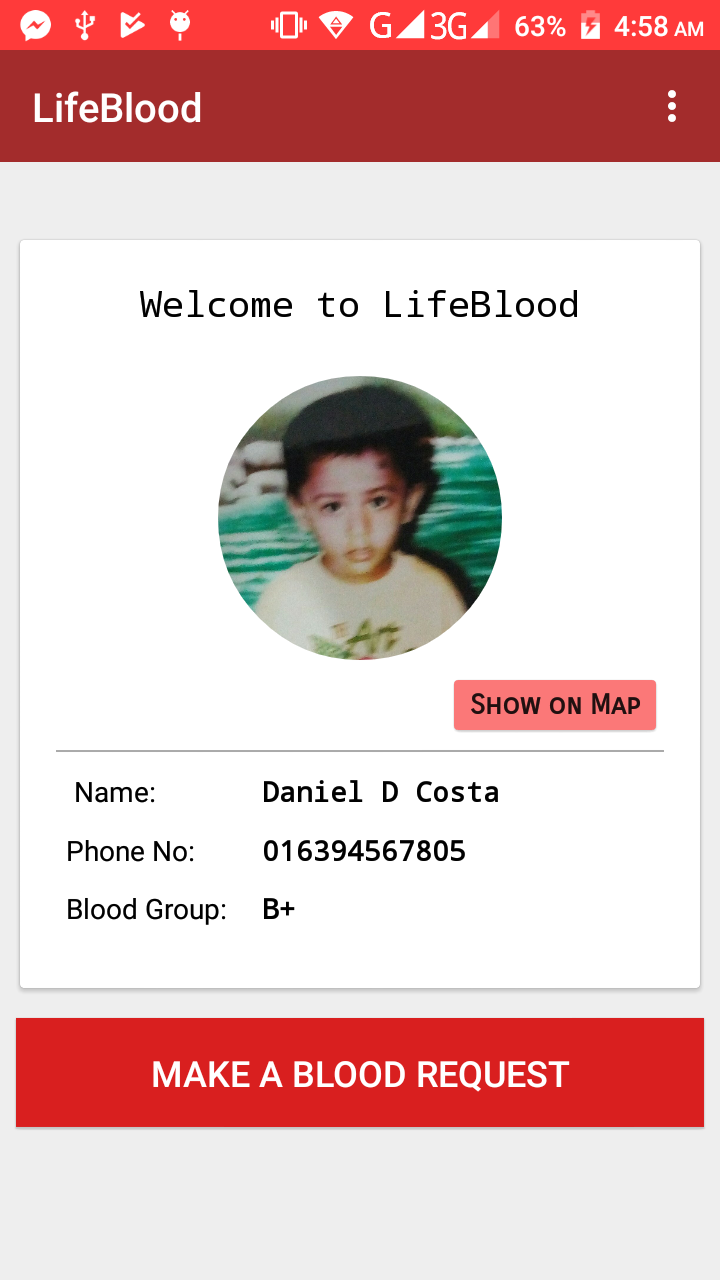 G 3G 63% 4:58 AM
LifeBlood
Welcome to LifeBlood
Art
Show on Map
Name: Daniel D Costa
Phone No: 016394567805
Blood Group: B+
MAKE A BLOOD REQUEST